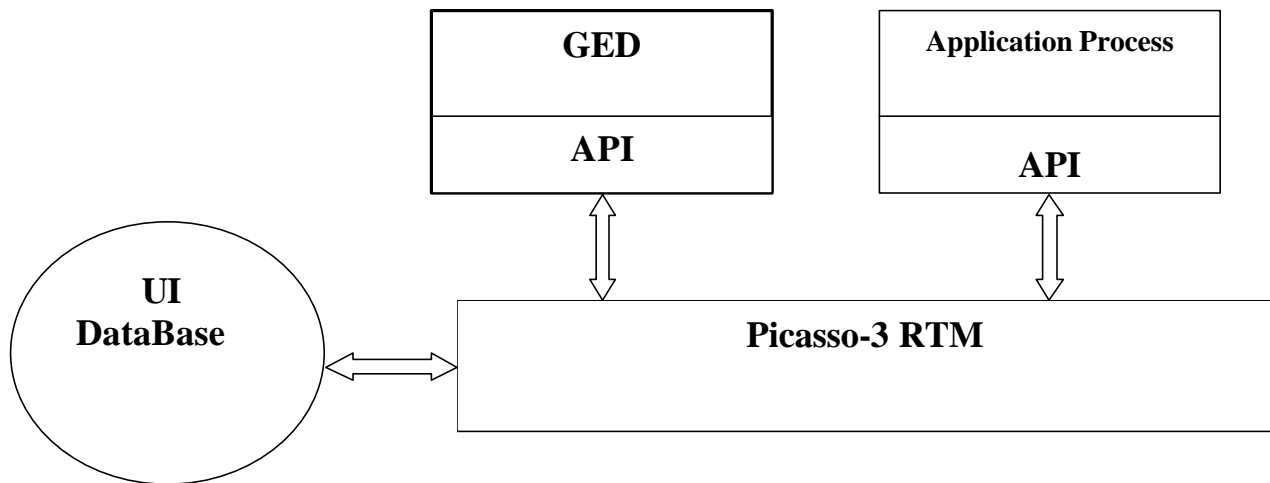 GED
API
Application Process
API
UI
DataBase
Picasso-3 RTM